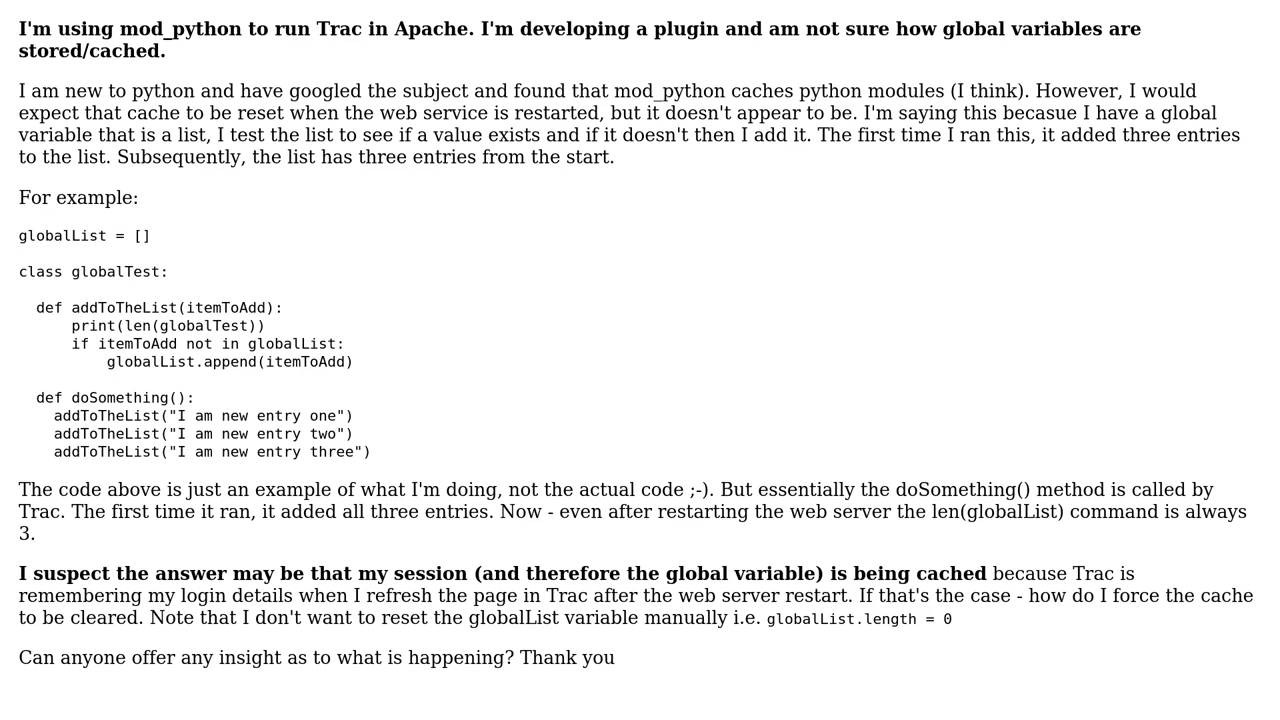 I'm using mod_python to run Trac in Apache. I'm developing a plugin and am not sure how global variables are
stored/cached.
I am new to python and have googled the subject and found that mod_python caches python modules (I think). However, I would
expect that cache to be reset when the web service is restarted, but it doesn't appear to be. I'm saying this becasue I have a global
variable that is a list, I test the list to see if a value exists and if it doesn't then I add it. The first time I ran this, it added three entries
to the list. Subsequently, the list has three entries from the start.
For example:
globalList = []
class globalTest:
  def addToTheList(itemToAdd):
      print(len(globalTest))
      if itemToAdd not in globalList:
          globalList.append(itemToAdd)
  def doSomething():
    addToTheList("I am new entry one")
    addToTheList("I am new entry two")
    addToTheList("I am new entry three")
The code above is just an example of what I'm doing, not the actual code ;-). But essentially the doSomething() method is called by
Trac. The first time it ran, it added all three entries. Now - even after restarting the web server the len(globalList) command is always
3.
I suspect the answer may be that my session (and therefore the global variable) is being cached because Trac is
remembering my login details when I refresh the page in Trac after the web server restart. If that's the case - how do I force the cache
to be cleared. Note that I don't want to reset the globalList variable manually i.e. globalList.length = 0
Can anyone offer any insight as to what is happening? Thank you